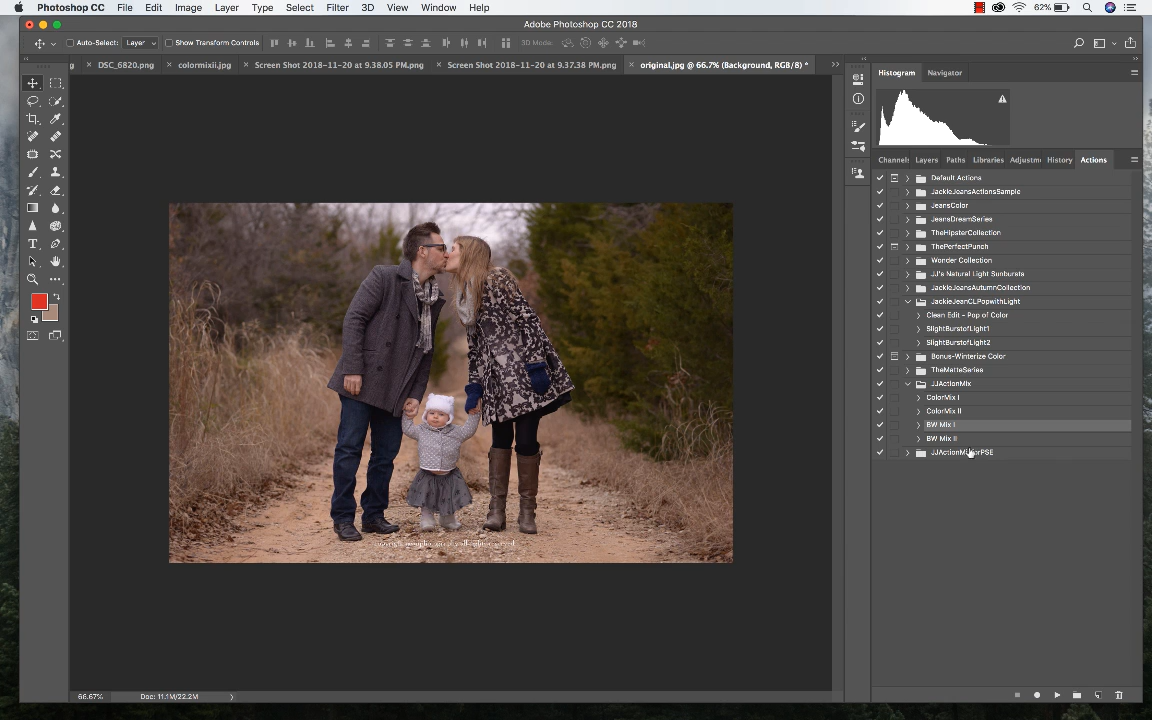 Photoshop CC File Edit Image Layer Type Select Filter 3D View Window Help 62%
Adobe Photoshop CC 2018
Auto-Select: Layer Show Transform Controls 3D Mode:
DSC_6820.png colormixii.jpg Screen Shot 2018-11-20 at 9.38.05 PM.png Screen Shot 2018-11-20 at 9.37.38 PM.png original.jpg @ 66.7% (Background, RGB/8) *
Histogram Navigator
Channel Layers Paths Libraries Adjustm History Actions
Default Actions
JackieJeansActionsSample
JeansColor
JeansDreamSeries
TheHipsterCollection
ThePerfectPunch
Wonder Collection
JJ's Natural Light Sunbursts
JackieJeansAutumnCollection
JackieJeanCLPopwithLight
Clean Edit - Pop of Color
SlightBurstofLight1
SlightBurstofLight2
Bonus-Winterize Color
TheMatteSeries
JJActionMix
ColorMix I
ColorMix II
BW Mix I
BW Mix II
66.67% Doc: 11.1M/22.2M